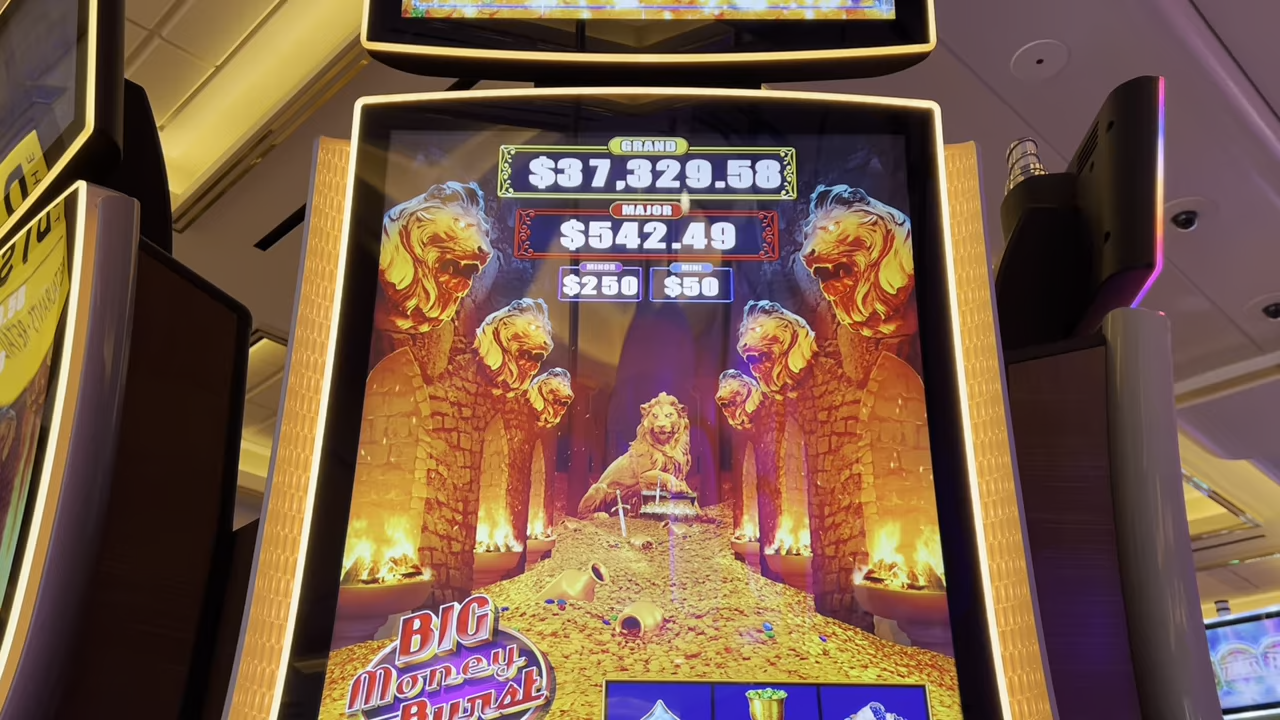 GRAND
$37,329.58
MAJOR
$542.49
MINOR
$250
MINI
$50
BIG
Money
Burst